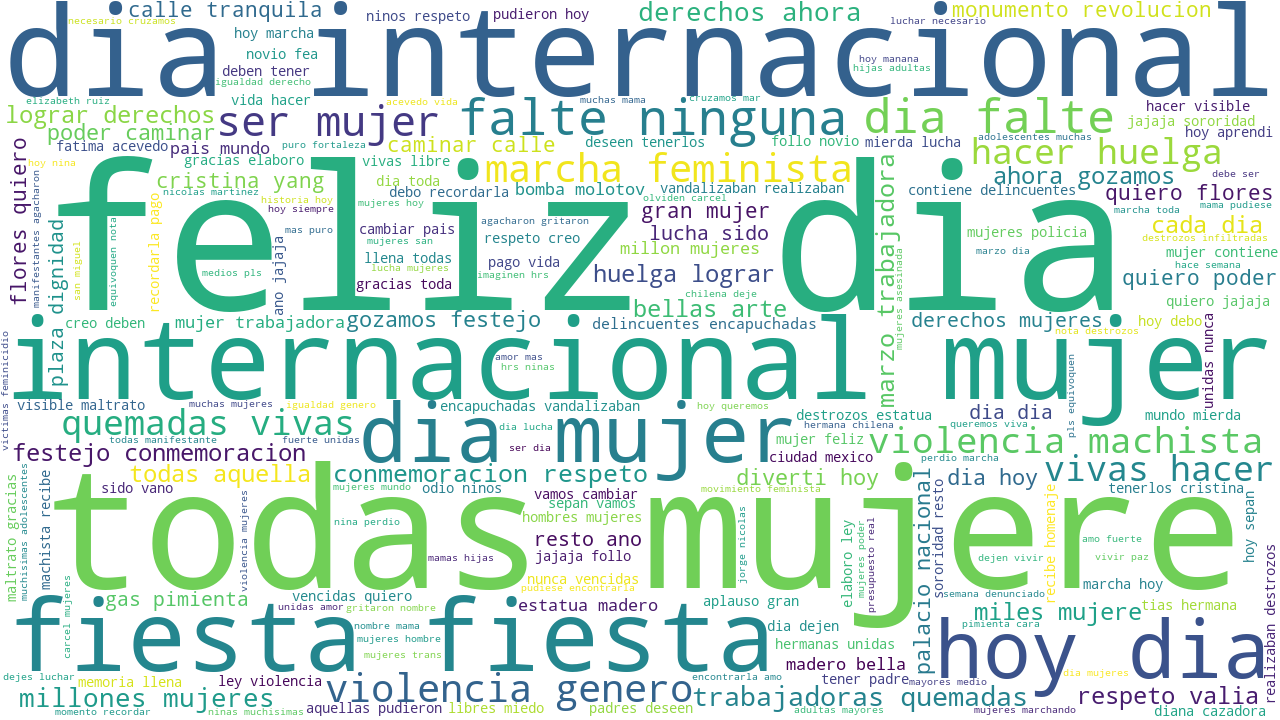 calle tranquila
necesario cruzamos
ninos respeto
pudieron hoy
derechos ahora
luchar necesario
monumento revolucion
dia internacional
hoy marcha
novio fea
deben tener
igualdad derecho
hoy manana
hijas adultas
elizabeth ruiz
vida hacer
acevedo vida
muchas mama
cruzamos mar
lograr derechos
ser mujer
falte ninguna
dia falte
hacer visible
jajaja sororidad
poder caminar
fatima acevedo
pais mundo
puro fortaleza
caminar calle
deseen tenerlos
follo novio
mierda lucha
adolescentes muchas
hoy aprendi
flores quiero
hoy nina
gracias elaboro
vivas libre
marcha feminista
hacer huelga
debe ser
cristina yang
dia toda
debo recordarla
bomba molotov
vandalizaban realizaban
ahora gozamos
contiene delincuentes
quiero flores
nicolas martinez
historia hoy
hoy siempre
mujeres hoy
olviden carcel
marcha toda
mama pudiese
feliz dia
manifestantes agacharon
plaza dignidad
san miguel
equivoquen nota
recordarla pago
mas puro
ano jajaja
cambiar pais
mujeres san
llena todas
lucha mujeres
gracias toda
agacharon gritaron
respeto creo
pago vida
imaginen hrs
gran mujer
lucha sido
millon mujeres
huelga lograr
chilena deje
bellas arte
marzo trabajadora
mujeres asesinada
mujeres policia
marzo dia
cada dia
destrozos infiltradas
mujer contiene
hace semana
quiero poder
quiero jajaja
medios pls
creo deben
mujer trabajadora
gozamos festejo
delincuentes encapuchadas
derechos mujeres
nota destrozos
hoy debo
unidas nunca
internacional mujer
victimas feminicidio
amor mas
hrs ninas
pls equivoquen
visible maltrato
muchas mujeres
igualdad genero
encapuchadas vandalizaban
hoy queremos
destrozos estatua
hermana chilena
dia dia
queremos viva
mundo mierda
quemadas vivas
todas manifestante
fuerte unidas
dia mujer
dia lucha
ser dia
mujer feliz
ciudad mexico
violencia machista
perdio marcha
festejo conmemoracion
todas aquella
conmemoracion respeto
mujeres mundo
odio ninos
vamos cambiar
sepan vamos
hombres mujeres
movimiento feminista
diverti hoy
dia hoy
vivas hacer
tenerlos cristina
maltrato gracias
muchisimas adolescentes
machista recibe
sido vano
violencia mujeres
nina perdio
todas mujere
mamas hijas
resto ano
jajaja follo
nunca vencidas
pudiese encontraria
jorge nicolas
elaboro ley
mujeres poder
presupuesto real
palacio nacional
sororidad resto
dejen vivir
recibe homenaje
amo fuerte
vivir paz
marcha hoy
hoy sepan
semana denunciado
gas pimienta
vencidas quiero
unidas amor
gritaron nombre
estatua madero
aplauso gran
miles mujere
tias hermana
realizaban destrozos
fiesta fiesta
carcel mujeres
nombre mama
mujeres hombre
mujeres trans
dia dejen
hermanas unidas
pimienta cara
hoy dia
madero bella
tener padre
encontrarla amo
mayores medio
dia mujeres
dejes luchar
memoria llena
ley violencia
millones mujeres
violencia genero
trabajadoras quemadas
respeto valia
momento recordar
ninas muchisimas
aquellas pudieron
libres miedo
padres deseen
adultas mayores
mujeres marchando
diana cazadora